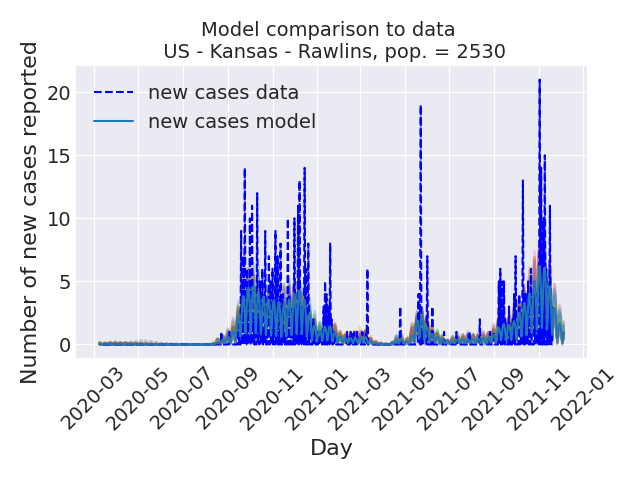 Model comparison to data
US - Kansas - Rawlins, pop. = 2530
Number of new cases reported
20
15
10
5
0
new cases data
new cases model
2020-03
2020-05
2020-07
2020-09
2020-11
2021-01
2021-03
2021-05
2021-07
2021-09
2021-11
2022-01
Day